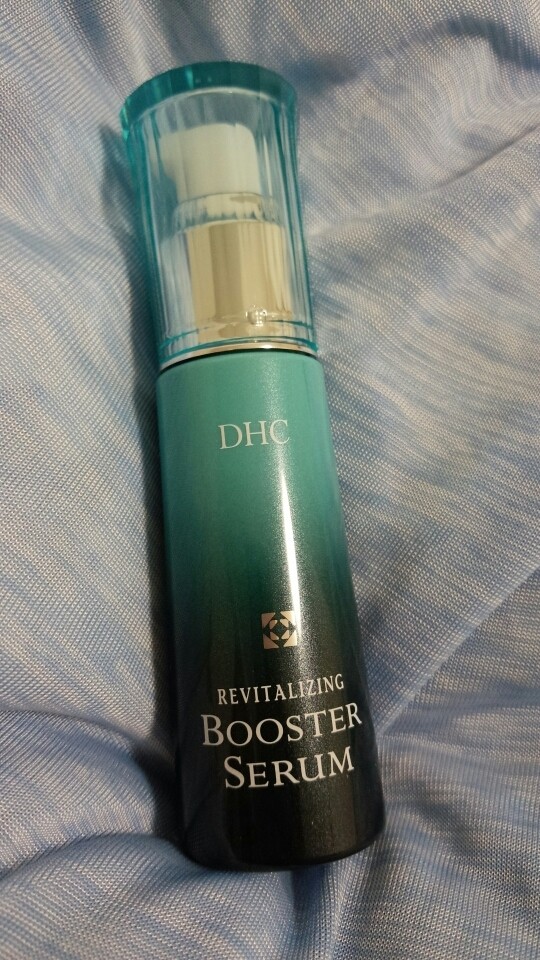 DHC
REVITALIZING
BOOSTER
SERUM